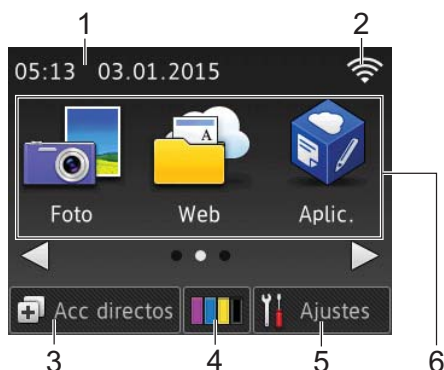 1 2
05:13 03.01.2015
A
Foto Web Aplic.
Acc directos Ajustes
3 4 5 6